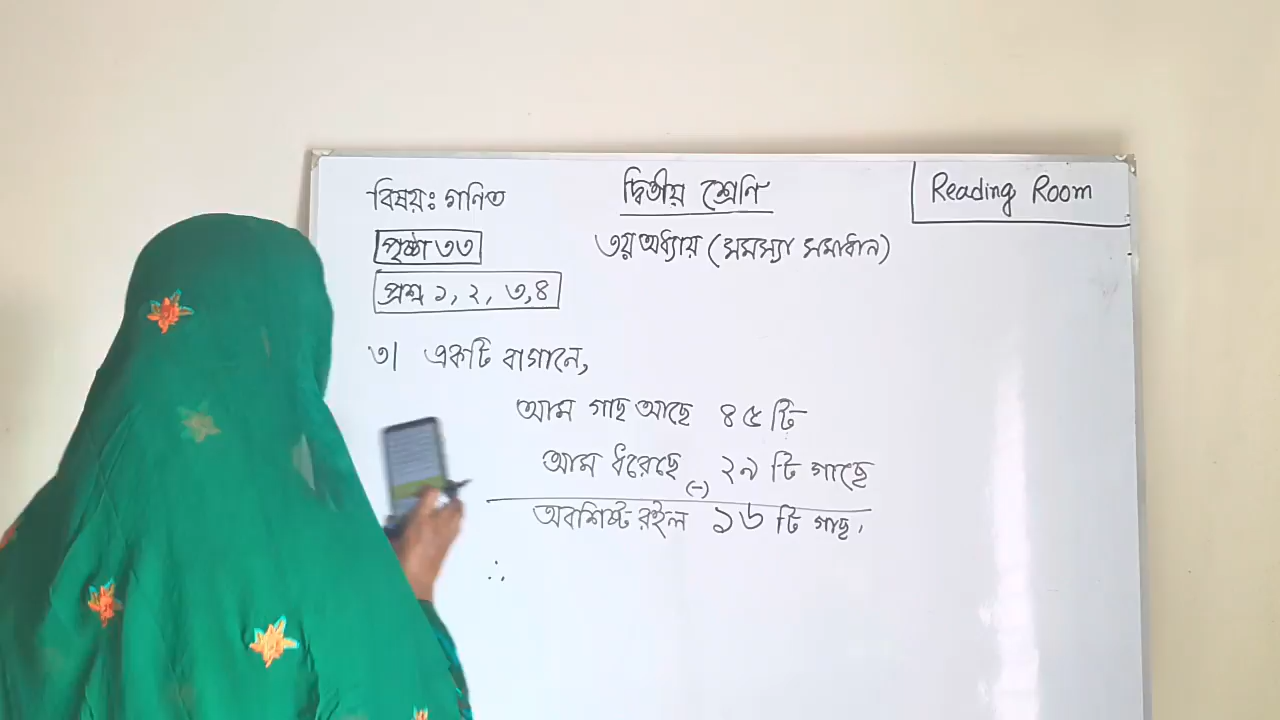 বিষয়ঃ গনিত
দ্বিতীয় শ্রেণি
Reading Room
পৃষ্ঠা ৩৩
৩য় অধ্যায় (সমস্যা সমাধান)
প্রশ্ন ১, ২, ৩,৪
৩। একটি বাগানে,
আম গাছ আছে ৪৫ টি
আম ধরেছে (-) ২৯ টি গাছে
অবশিষ্ট রইল ১৬ টি গাছ।
∴